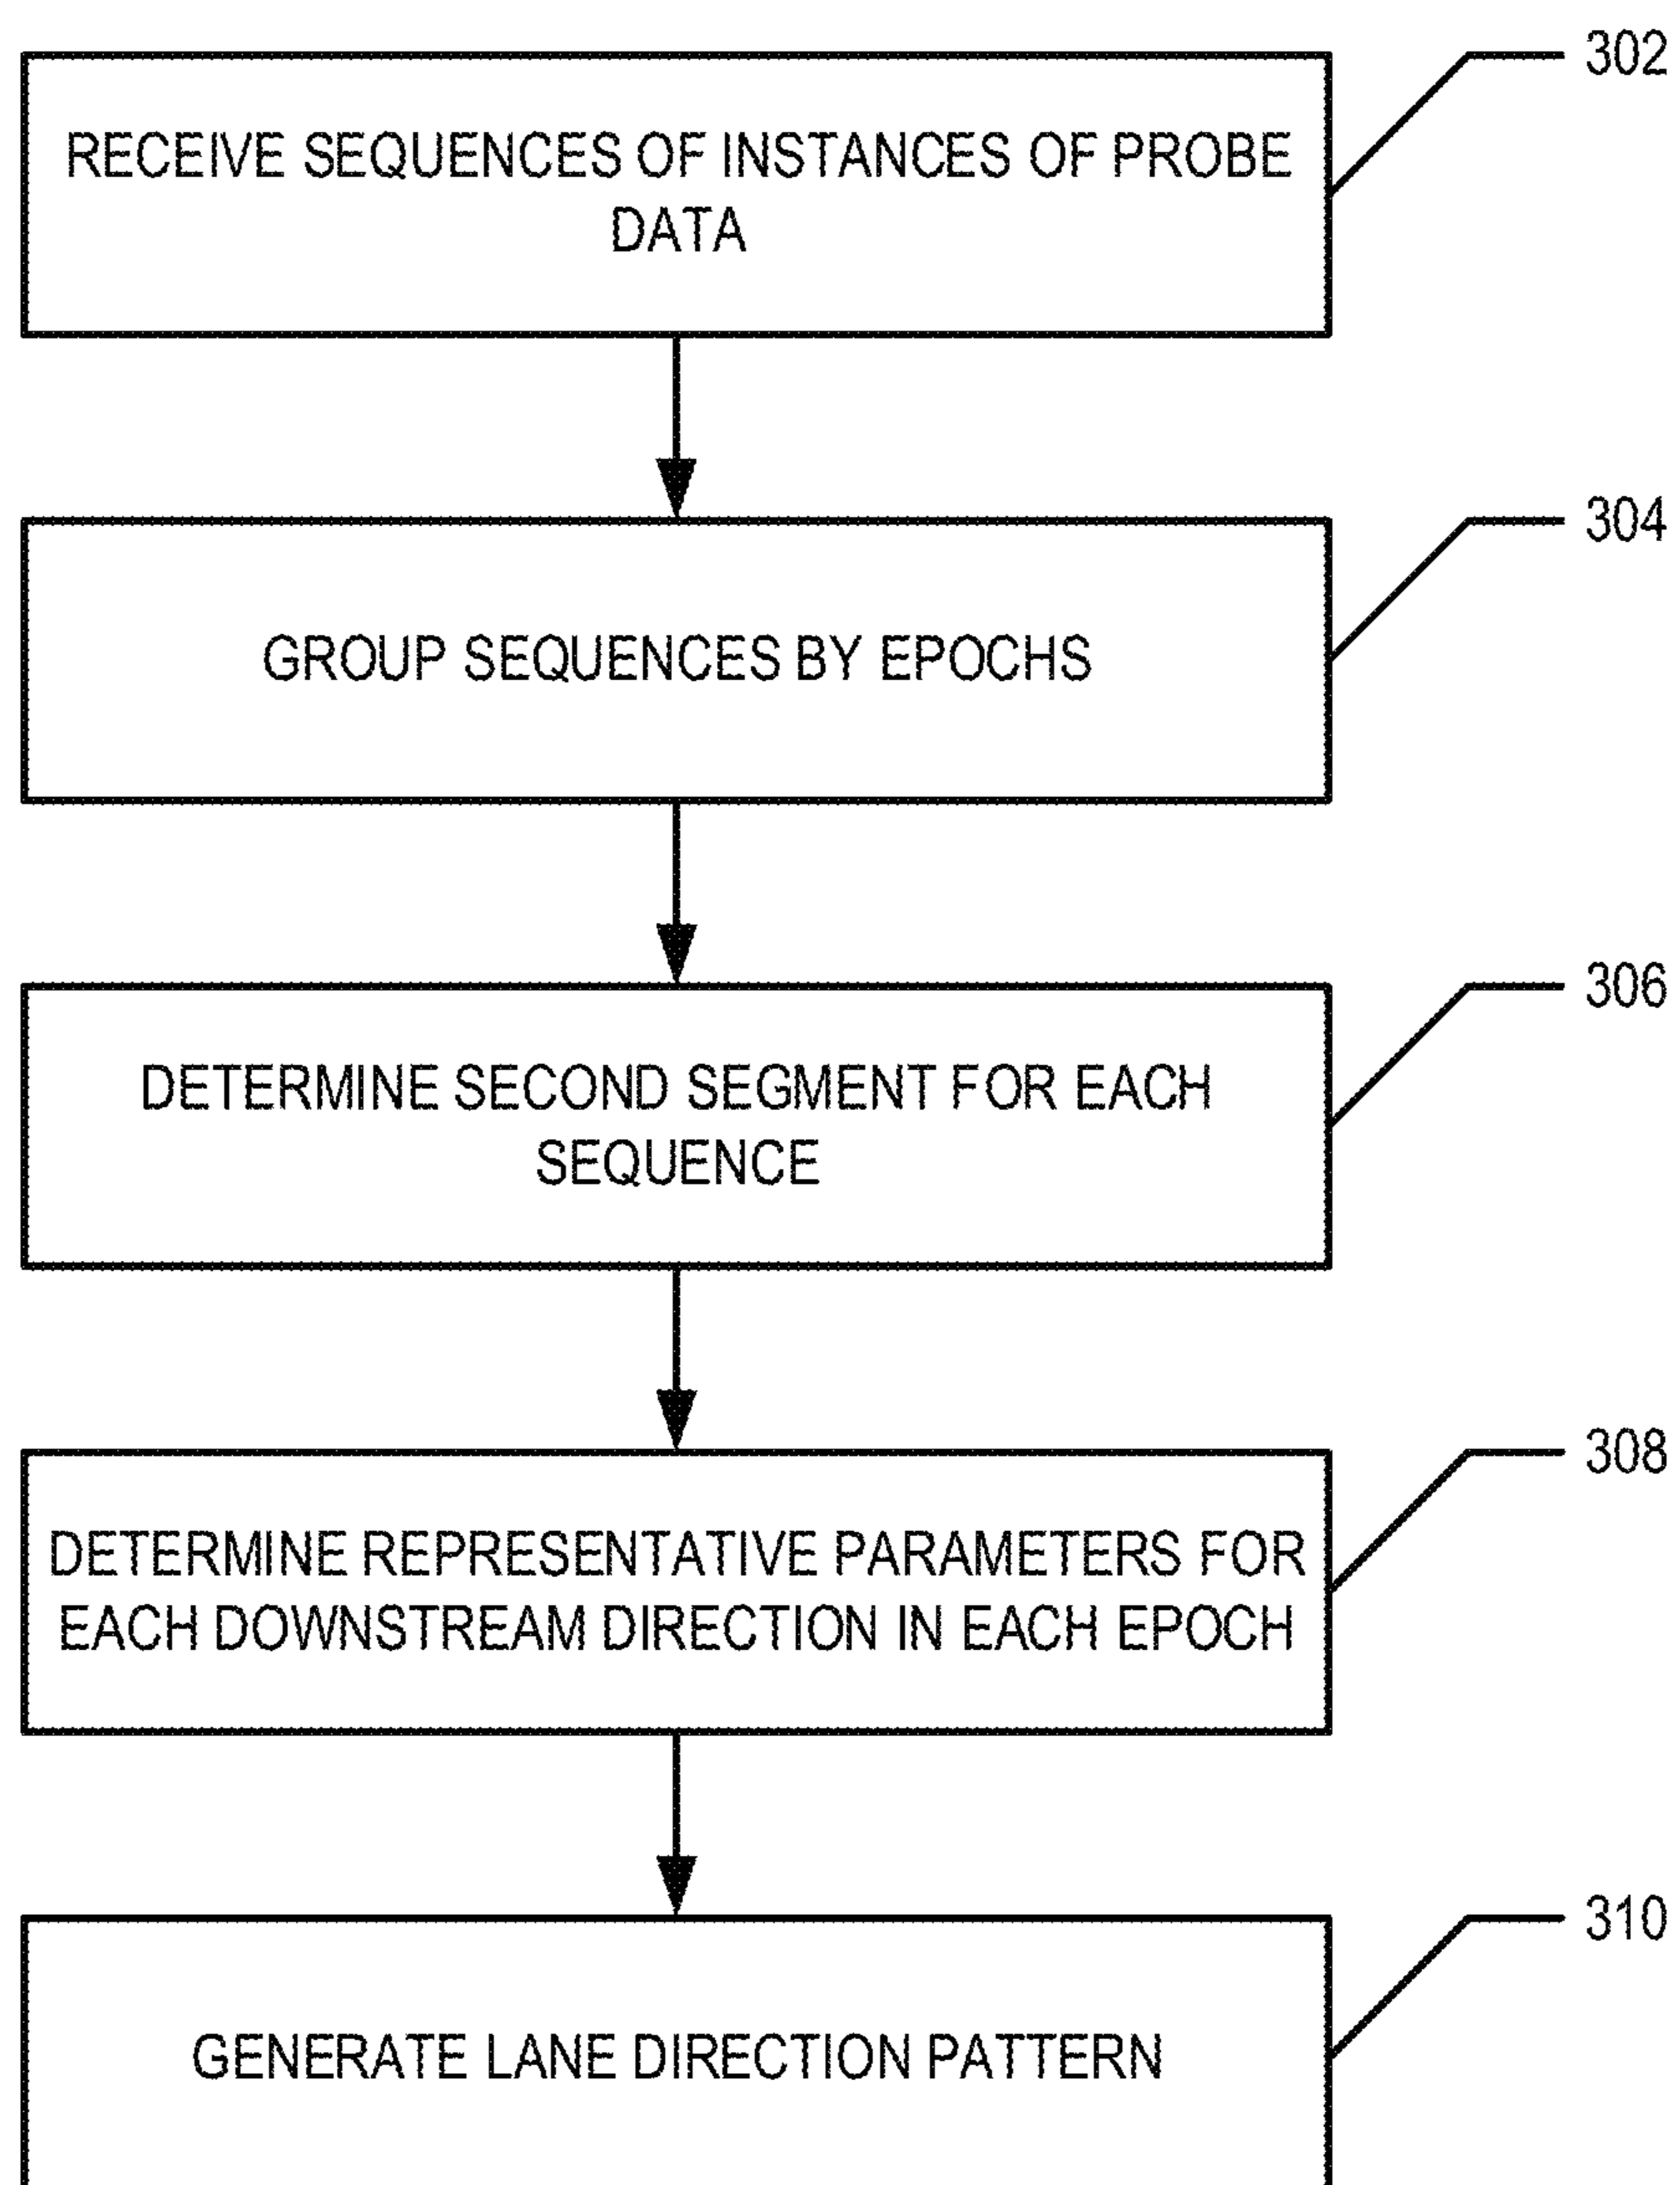 302
RECEIVE SEQUENCES OF INSTANCES OF PROBE
DATA
304
GROUP SEQUENCES BY EPOCHS
306
DETERMINE SECOND SEGMENT FOR EACH
SEQUENCE
308
DETERMINE REPRESENTATIVE PARAMETERS FOR
EACH DOWNSTREAM DIRECTION IN EACH EPOCH
310
GENERATE LANE DIRECTION PATTERN